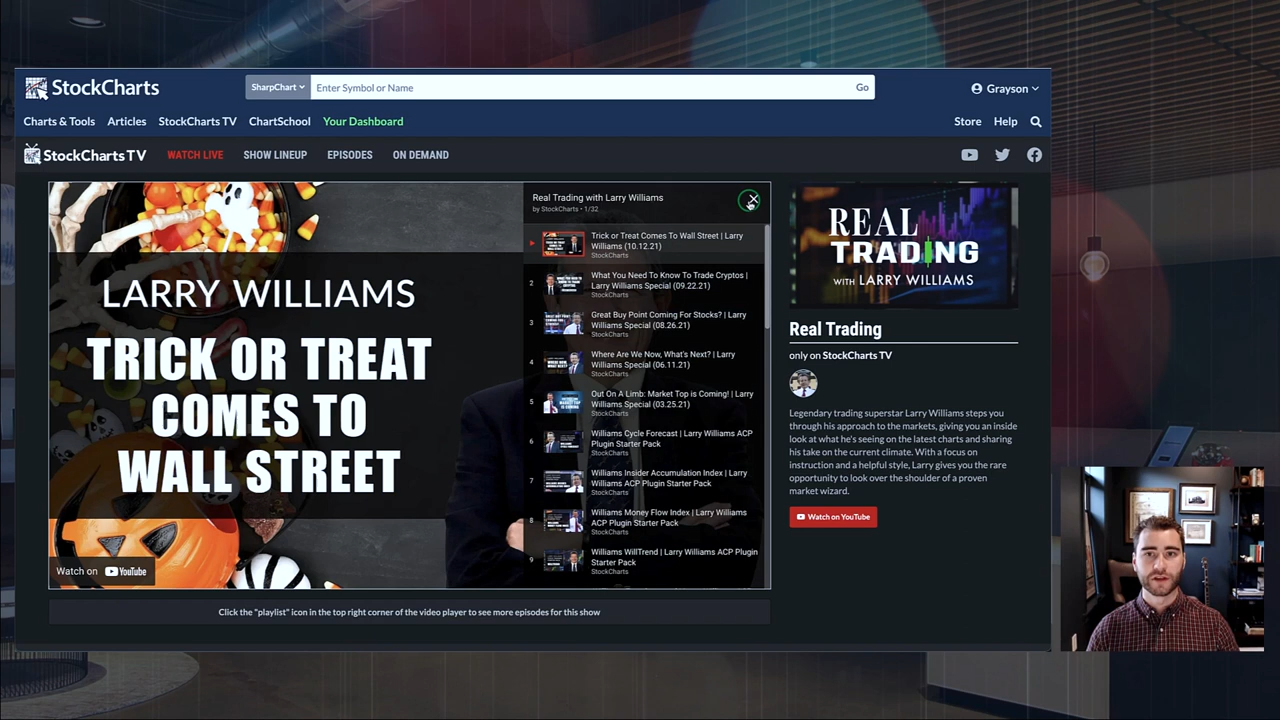 StockCharts
SharpChart
Enter Symbol or Name
Go
Grayson
Charts & Tools
Articles
StockCharts TV
ChartSchool
Your Dashboard
Store
Help
StockCharts TV
WATCH LIVE
SHOW LINEUP
EPISODES
ON DEMAND
LARRY WILLIAMS
TRICK OR TREAT
COMES TO
WALL STREET
Watch on YouTube
Real Trading with Larry Williams
by StockCharts • 1/32
Trick or Treat Comes To Wall Street | Larry
Williams (10.12.21)
StockCharts
2
What You Need To Know To Trade Cryptos |
Larry Williams Special (09.22.21)
StockCharts
3
Great Buy Point Coming For Stocks? | Larry
Williams Special (08.26.21)
StockCharts
4
Where Are We Now, What's Next? | Larry
Williams Special (06.11.21)
StockCharts
5
Out On A Limb: Market Top is Coming! | Larry
Williams Special (03.25.21)
StockCharts
6
Williams Cycle Forecast | Larry Williams ACP
Plugin Starter Pack
StockCharts
7
Williams Insider Accumulation Index | Larry
Williams ACP Plugin Starter Pack
StockCharts
8
Williams Money Flow Index | Larry Williams
ACP Plugin Starter Pack
StockCharts
9
Williams WillTrend | Larry Williams ACP Plugin
Starter Pack
StockCharts
Click the "playlist" icon in the top right corner of the video player to see more episodes for this show
REAL
TRADING
WITH LARRY WILLIAMS
Real Trading
only on StockCharts TV
Legendary trading superstar Larry Williams steps you
through his approach to the markets, giving you an inside
look at what he's seeing on the latest charts and sharing
his take on the current climate. With a focus on
instruction and a helpful style, Larry gives you the rare
opportunity to look over the shoulder of a proven
market wizard.
Watch on YouTube